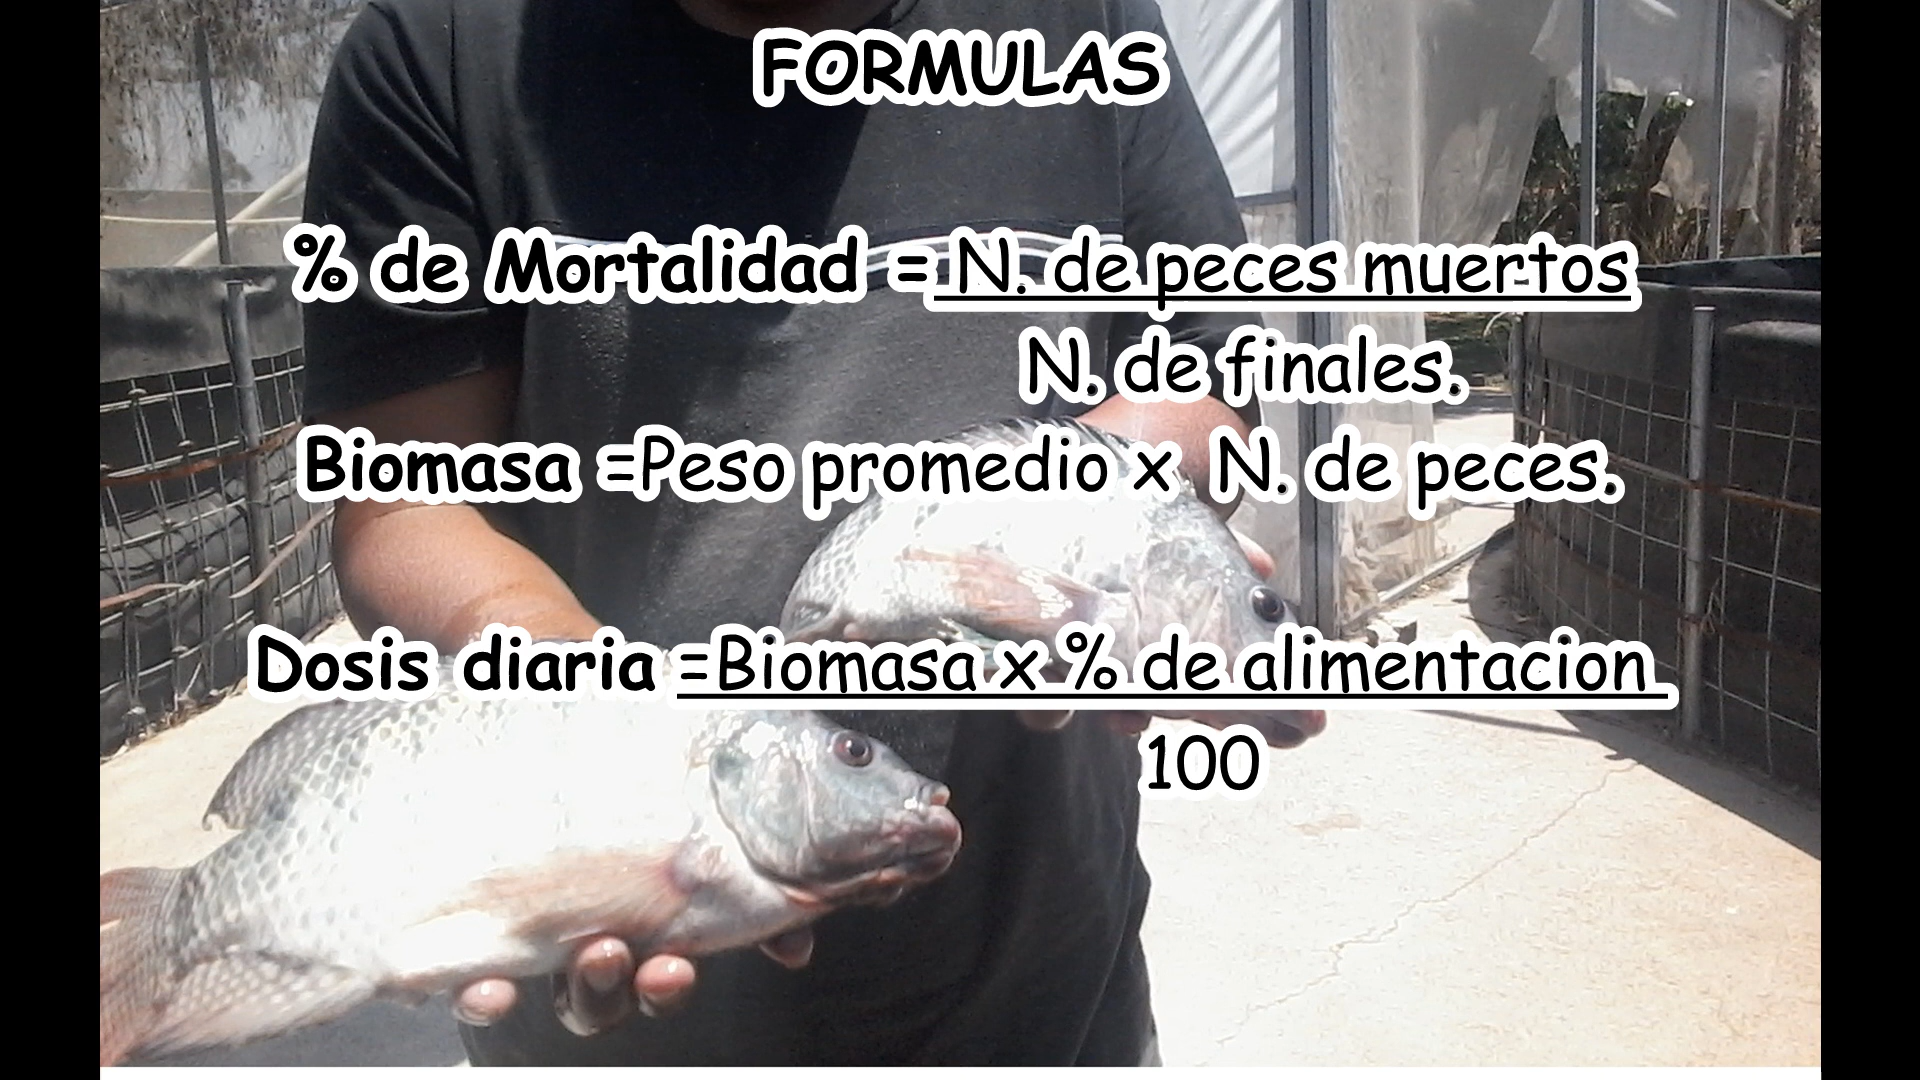 FORMULAS
% de Mortalidad = N. de peces muertos
N. de finales.
Biomasa =Peso promedio x N. de peces.
Dosis diaria =Biomasa x % de alimentacion
100